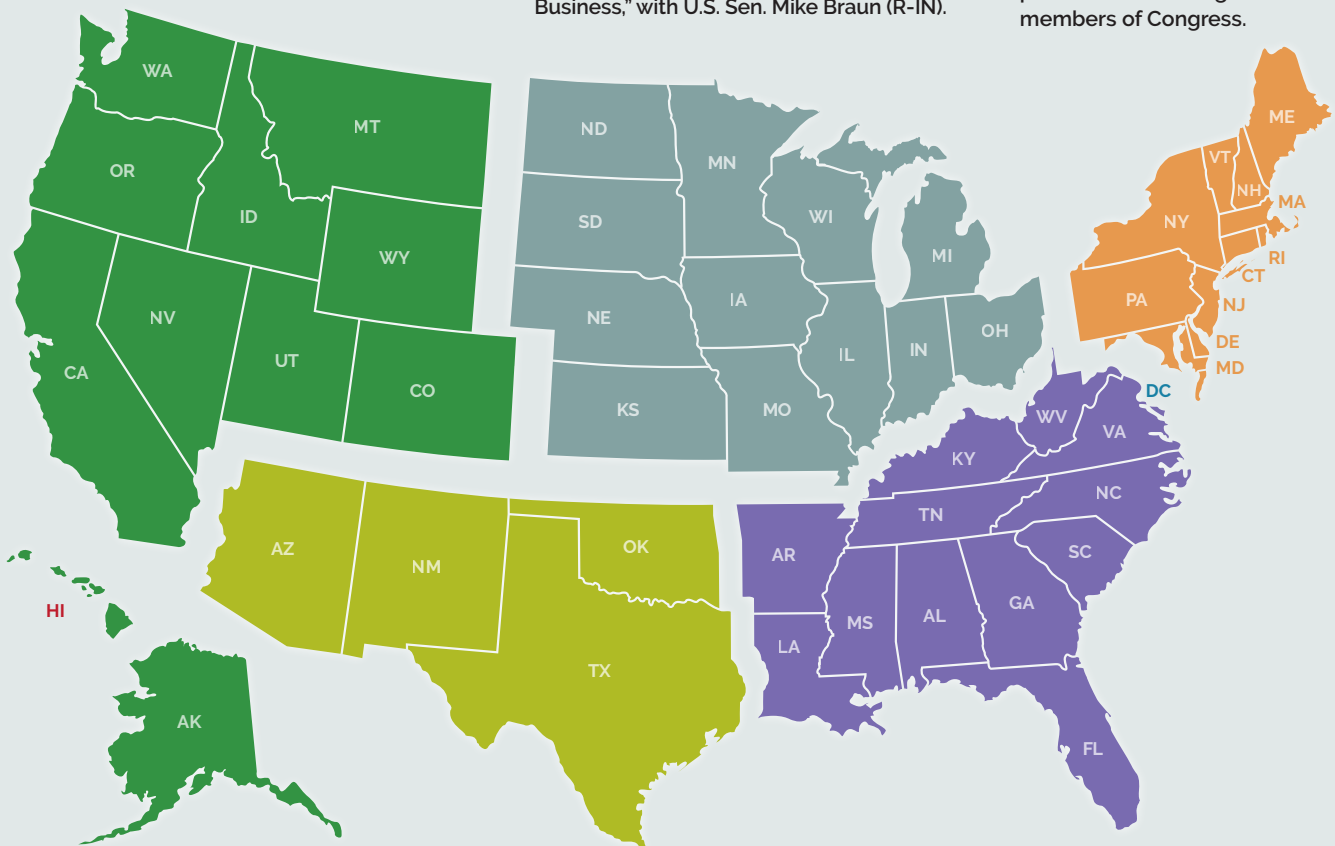 Business,” with U.S. Sen. Mike Braun (R-IN).
members of Congress.
WA
MT
ND
MN
ME
OR
ID
SD
WI
VT
NH
MA
NY
WY
MI
RI
CT
NV
NE
IA
PA
NJ
OH
DE
CA
UT
IL
IN
MD
CO
KS
MO
DC
WV
VA
KY
NC
AZ
NM
OK
AR
TN
SC
HI
MS
AL
GA
LA
TX
AK
FL